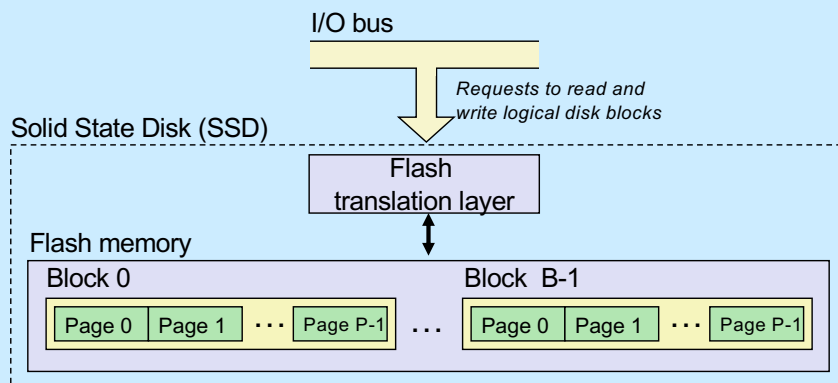 I/O bus
Requests to read and
write logical disk blocks
Solid State Disk (SSD)
Flash
translation layer
Flash memory
Block 0
Block B-1
Page 0 Page 1 ... Page P-1 ... Page 0 Page 1 ... Page P-1